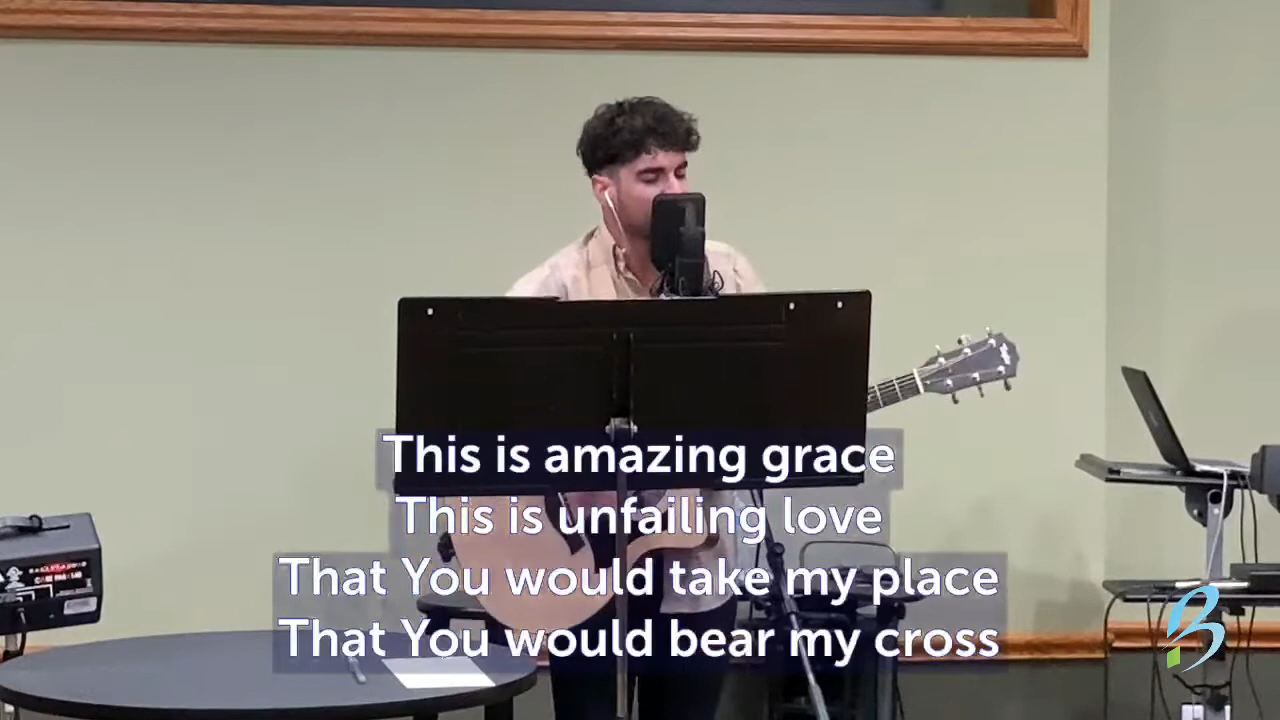 This is amazing grace
This is unfailing love
That You would take my place
That You would bear my cross